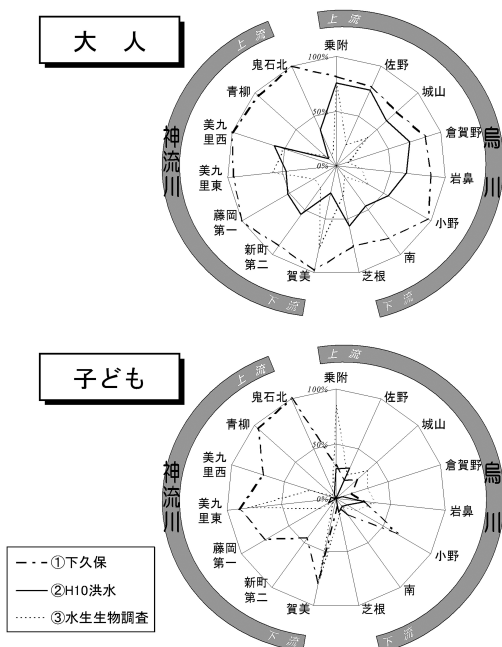 大人
上流
上流
神流川
烏川
下流
下流
乗附
佐野
城山
倉賀野
岩鼻
小野
南
芝根
賀美
新町
第二
藤岡
第一
美九
里東
美九
里西
青柳
鬼石北
100%
50%
0%
子ども
上流
上流
神流川
烏川
下流
下流
乗附
佐野
城山
倉賀野
岩鼻
小野
南
芝根
賀美
新町
第二
藤岡
第一
美九
里東
美九
里西
青柳
鬼石北
100%
50%
0%
①下久保
②H10洪水
③水生生物調査